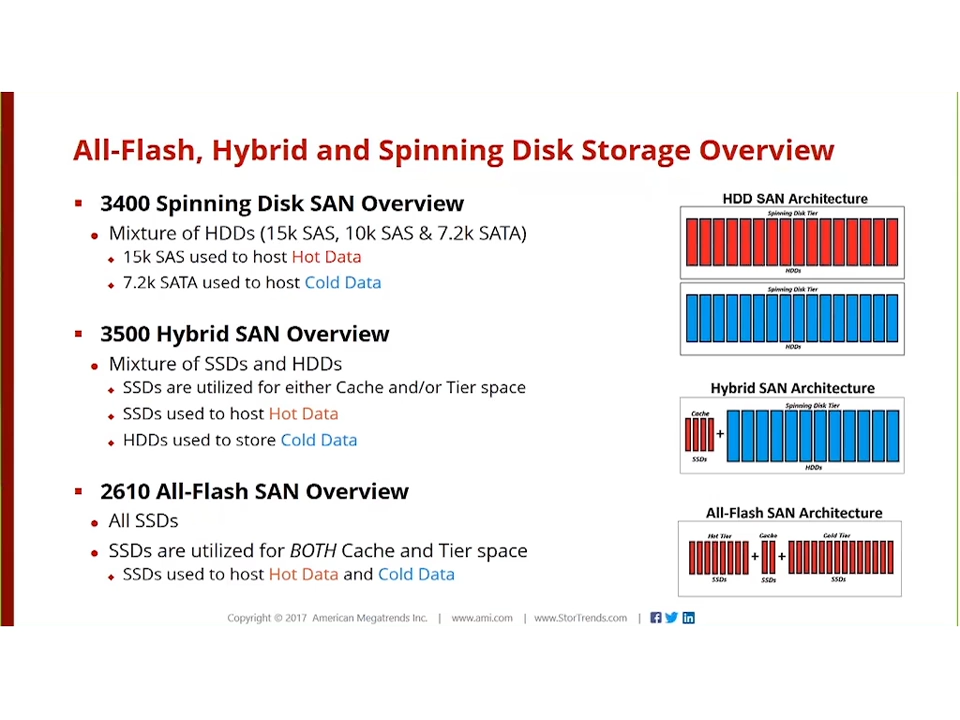 All-Flash, Hybrid and Spinning Disk Storage Overview
3400 Spinning Disk SAN Overview
Mixture of HDDs (15k SAS, 10k SAS & 7.2k SATA)
15k SAS used to host Hot Data
7.2k SATA used to host Cold Data
3500 Hybrid SAN Overview
Mixture of SSDs and HDDs
SSDs are utilized for either Cache and/or Tier space
SSDs used to host Hot Data
HDDs used to store Cold Data
2610 All-Flash SAN Overview
All SSDs
SSDs are utilized for BOTH Cache and Tier space
SSDs used to host Hot Data and Cold Data
HDD SAN Architecture
Spinning Disk Tier
HDDs
Spinning Disk Tier
HDDs
Hybrid SAN Architecture
Cache
Spinning Disk Tier
+
SSDs
HDDs
All-Flash SAN Architecture
Hot Tier Cache Cold Tier
+ +
SSDs SSDs SSDs
Copyright © 2017 American Megatrends Inc. | www.ami.com | www.StorTrends.com |